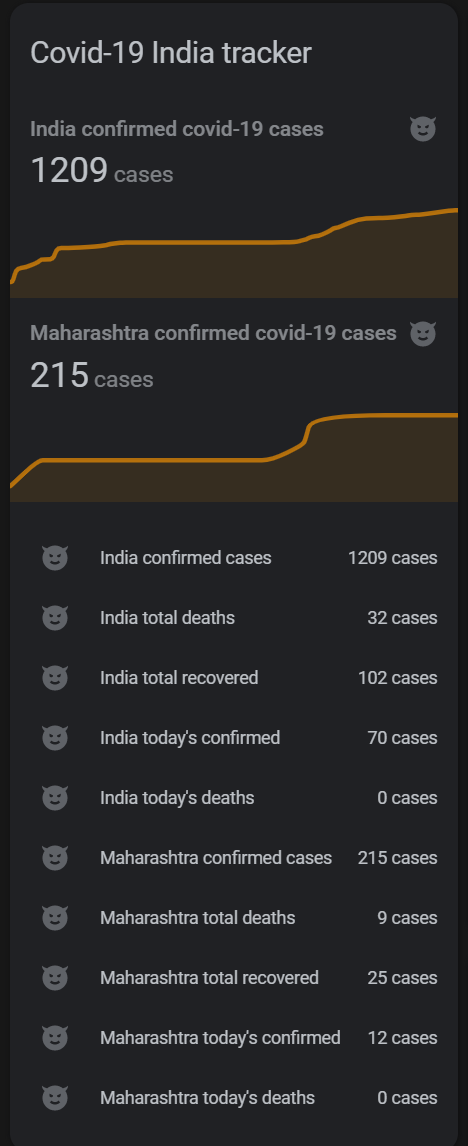 Covid-19 India tracker
India confirmed covid-19 cases
1209 cases
Maharashtra confirmed covid-19 cases
215 cases
India confirmed cases 1209 cases
India total deaths 32 cases
India total recovered 102 cases
India today's confirmed 70 cases
India today's deaths 0 cases
Maharashtra confirmed cases 215 cases
Maharashtra total deaths 9 cases
Maharashtra total recovered 25 cases
Maharashtra today's confirmed 12 cases
Maharashtra today's deaths 0 cases